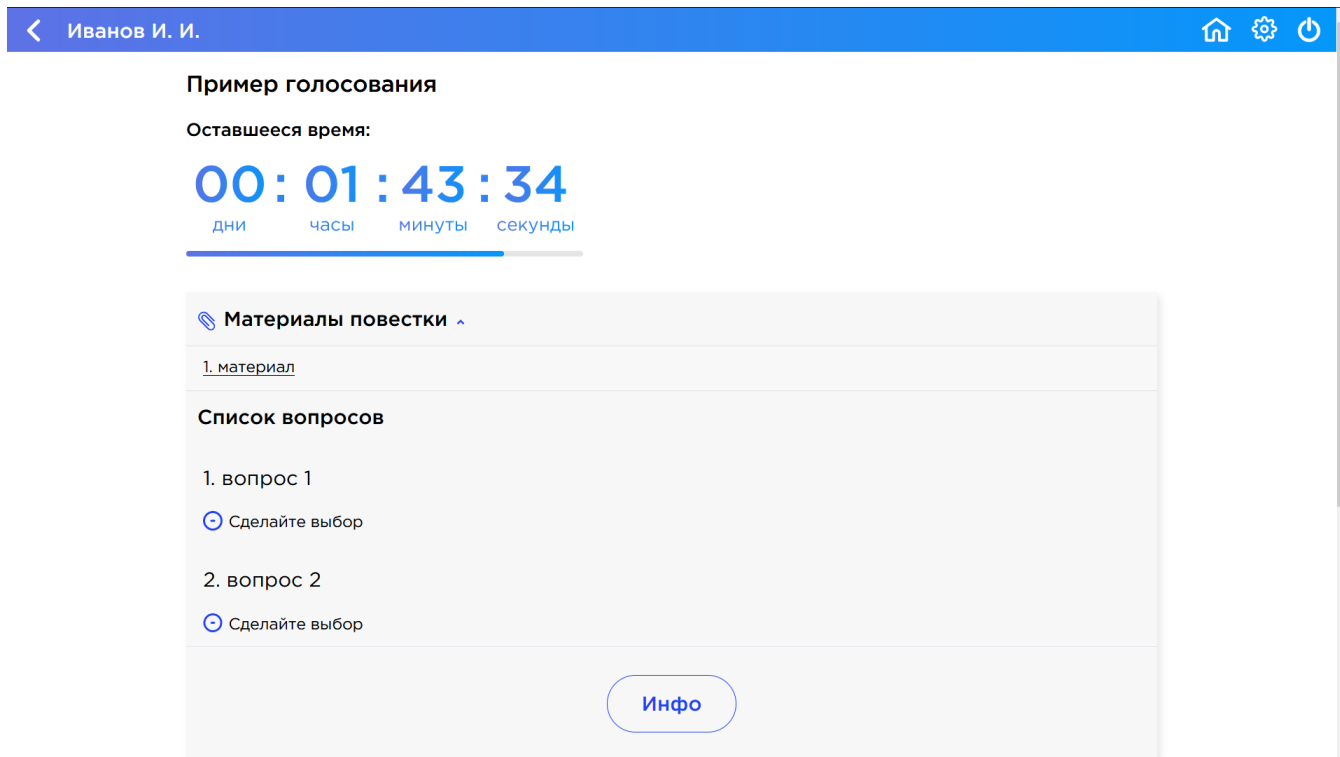 Иванов И. И.
Пример голосования
Оставшееся время:
00 : 01 : 43 : 34
дни часы минуты секунды
Материалы повестки
1. материал
Список вопросов
1. вопрос 1
Сделайте выбор
2. вопрос 2
Сделайте выбор
Инфо